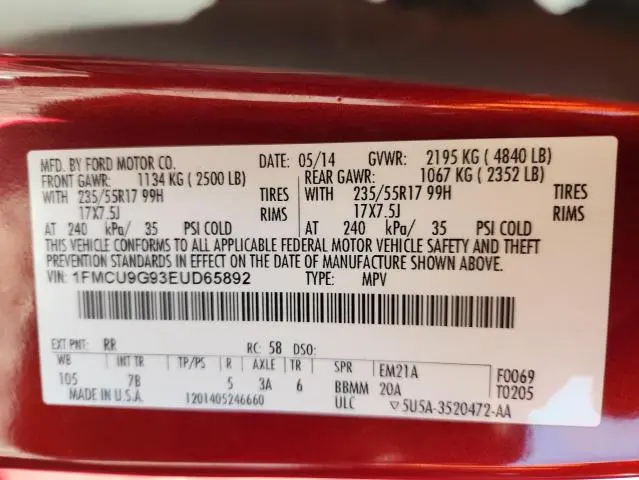 MFD. BY FORD MOTOR CO. DATE: 05/14 GVWR: 2195 KG ( 4840 LB)
FRONT GAWR: 1134 KG ( 2500 LB) REAR GAWR: 1067 KG ( 2352 LB)
WITH 235/55R17 99H TIRES WITH 235/55R17 99H TIRES
17X7.5J RIMS 17X7.5J RIMS
AT 240 kPa/ 35 PSI COLD AT 240 kPa/ 35 PSI COLD
THIS VEHICLE CONFORMS TO ALL APPLICABLE FEDERAL MOTOR VEHICLE SAFETY AND THEFT
PREVENTION STANDARDS IN EFFECT ON THE DATE OF MANUFACTURE SHOWN ABOVE.
VIN: 1FMCU9G93EUD65892 TYPE: MPV
EXT PNT: RR RC: 58 DSO:
WB INT TR TP/PS R AXLE TR SPR EM21A F0069
105 7B 5 3A 6 BBMM 20A T0205
MADE IN U.S.A. 1201405246660 ULC ▽5U5A-3520472-AA